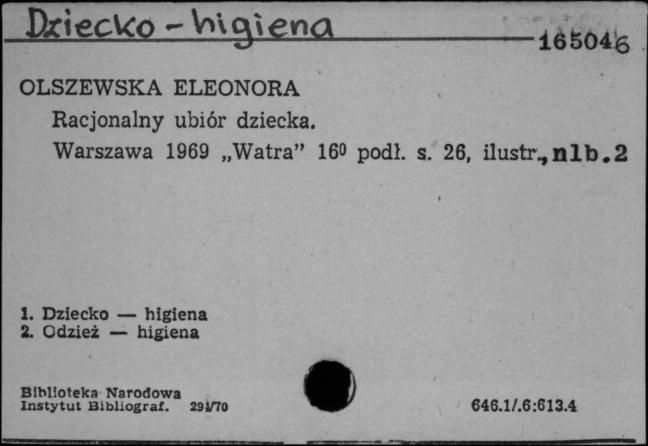 Dziecko - higiena
165046
OLSZEWSKA ELEONORA
Racjonalny ubiór dziecka.
Warszawa 1969 „Watra” 16⁰ podł. s. 26, ilustr., nlb. 2
1. Dziecko — higiena
2. Odzież — higiena
Biblioteka Narodowa
Instytut Bibliograf. 291/70
646.1/.6:613.4